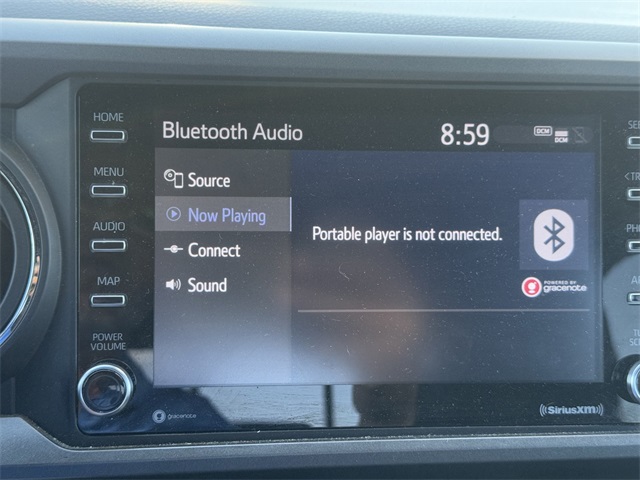 HOME
Bluetooth Audio
8:59
DCM
DCM
MENU
Source
Now Playing
AUDIO
Portable player is not connected.
Connect
MAP
Sound
POWERED BY
gracenote
POWER
VOLUME
gracenote
SiriusXM